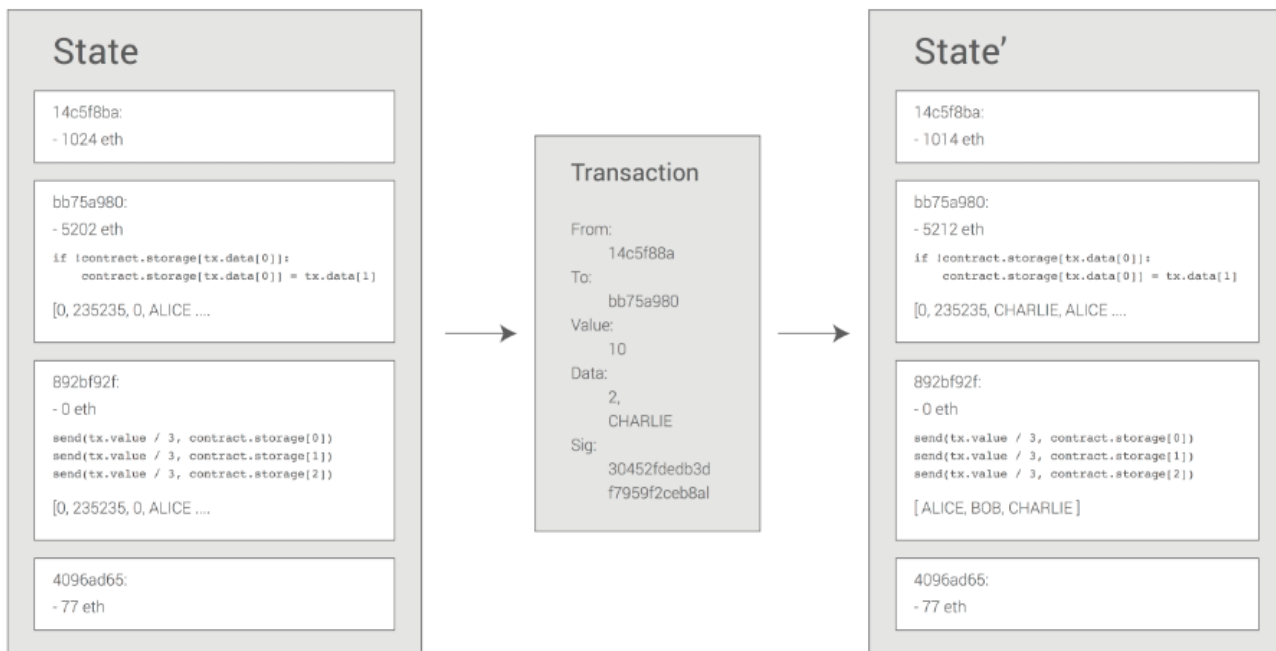 State
14c5f8ba:
- 1024 eth
bb75a980:
- 5202 eth
if !contract.storage[tx.data[0]]:
contract.storage[tx.data[0]] = tx.data[1]
[0, 235235, 0, ALICE ....
892bf92f:
- 0 eth
send(tx.value / 3, contract.storage[0])
send(tx.value / 3, contract.storage[1])
send(tx.value / 3, contract.storage[2])
[0, 235235, 0, ALICE ....
4096ad65:
- 77 eth
Transaction
From:
14c5f88a
To:
bb75a980
Value:
10
Data:
2,
CHARLIE
Sig:
30452fdedb3d
f7959f2ceb8al
State’
14c5f8ba:
- 1014 eth
bb75a980:
- 5212 eth
if !contract.storage[tx.data[0]]:
contract.storage[tx.data[0]] = tx.data[1]
[0, 235235, CHARLIE, ALICE ....
892bf92f:
- 0 eth
send(tx.value / 3, contract.storage[0])
send(tx.value / 3, contract.storage[1])
send(tx.value / 3, contract.storage[2])
[ ALICE, BOB, CHARLIE ]
4096ad65:
- 77 eth